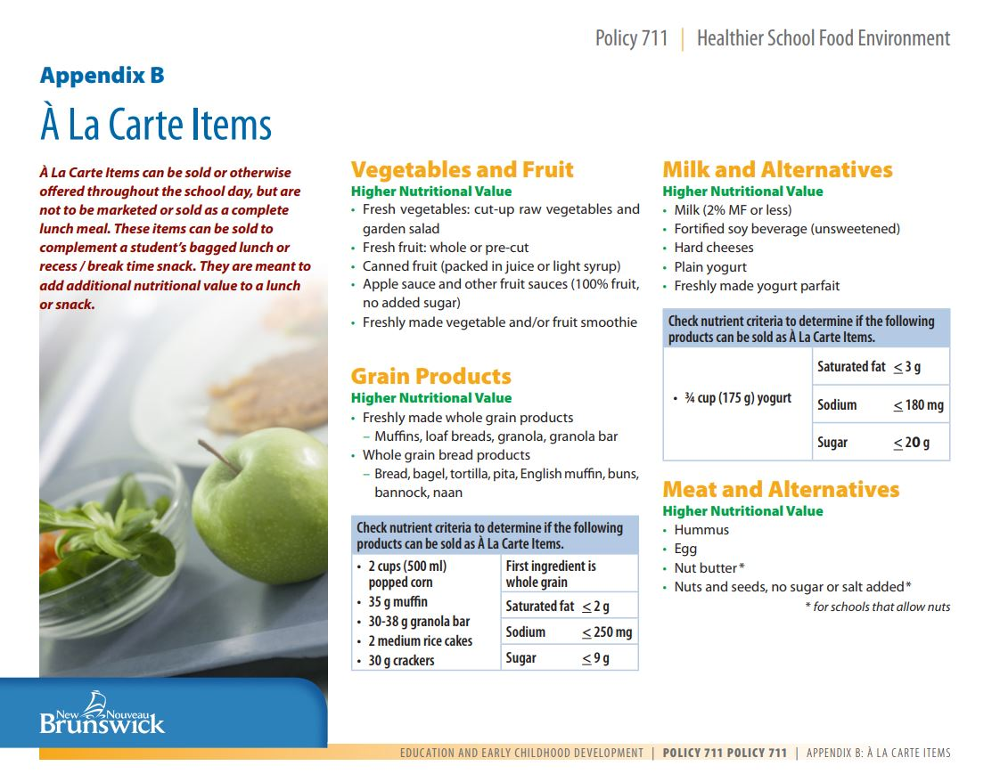 Policy 711 | Healthier School Food Environment
Appendix B
À La Carte Items
À La Carte Items can be sold or otherwise
offered throughout the school day, but are
not to be marketed or sold as a complete
lunch meal. These items can be sold to
complement a student's bagged lunch or
recess / break time snack. They are meant to
add additional nutritional value to a lunch
or snack.
Vegetables and Fruit
Higher Nutritional Value
• Fresh vegetables: cut-up raw vegetables and
garden salad
• Fresh fruit: whole or pre-cut
• Canned fruit (packed in juice or light syrup)
• Apple sauce and other fruit sauces (100% fruit,
no added sugar)
• Freshly made vegetable and/or fruit smoothie
Grain Products
Higher Nutritional Value
• Freshly made whole grain products
– Muffins, loaf breads, granola, granola bar
• Whole grain bread products
– Bread, bagel, tortilla, pita, English muffin, buns,
bannock, naan
Check nutrient criteria to determine if the following
products can be sold as À La Carte Items.
• 2 cups (500 ml)
popped corn
• 35 g muffin
• 30-38 g granola bar
• 2 medium rice cakes
• 30 g crackers
First ingredient is
whole grain
Saturated fat ≤ 2 g
Sodium ≤ 250 mg
Sugar ≤ 9 g
Milk and Alternatives
Higher Nutritional Value
• Milk (2% MF or less)
• Fortified soy beverage (unsweetened)
• Hard cheeses
• Plain yogurt
• Freshly made yogurt parfait
Check nutrient criteria to determine if the following
products can be sold as À La Carte Items.
• ¾ cup (175 g) yogurt
Saturated fat ≤ 3 g
Sodium ≤ 180 mg
Sugar ≤ 20 g
Meat and Alternatives
Higher Nutritional Value
• Hummus
• Egg
• Nut butter*
• Nuts and seeds, no sugar or salt added*
* for schools that allow nuts
New Nouveau
Brunswick
EDUCATION AND EARLY CHILDHOOD DEVELOPMENT | POLICY 711 POLICY 711 | APPENDIX B: À LA CARTE ITEMS